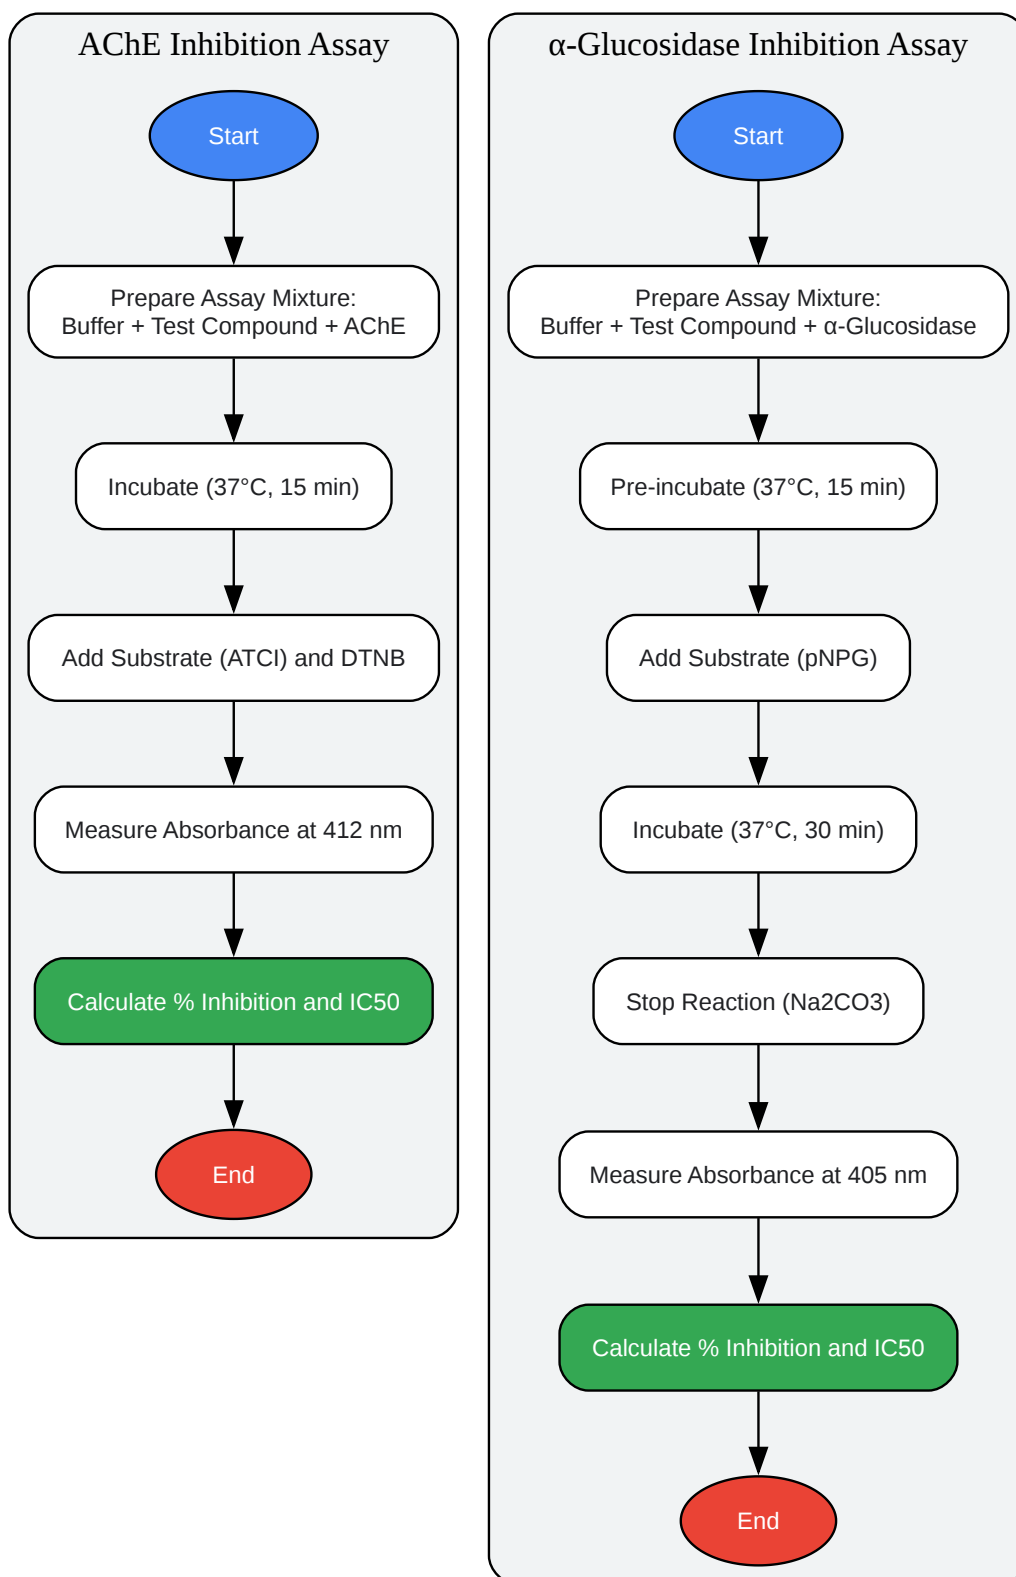 AChE Inhibition Assay
Start
Prepare Assay Mixture:
Buffer + Test Compound + AChE
Incubate (37°C, 15 min)
Add Substrate (ATCI) and DTNB
Measure Absorbance at 412 nm
Calculate % Inhibition and IC50
End
α-Glucosidase Inhibition Assay
Start
Prepare Assay Mixture:
Buffer + Test Compound + α-Glucosidase
Pre-incubate (37°C, 15 min)
Add Substrate (pNPG)
Incubate (37°C, 30 min)
Stop Reaction (Na2CO3)
Measure Absorbance at 405 nm
Calculate % Inhibition and IC50
End